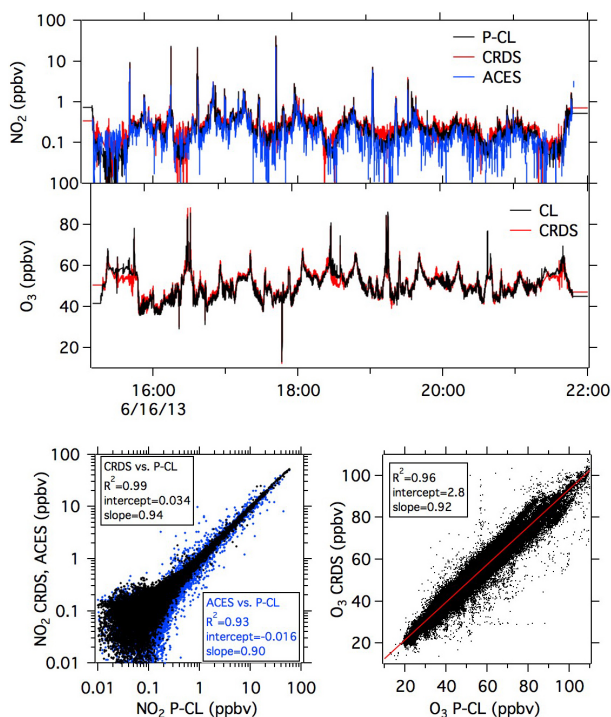 100
10
1
0.1
NO2 (ppbv)
P-CL
CRDS
ACES
100
80
60
40
20
O3 (ppbv)
CL
CRDS
16:00
18:00
20:00
22:00
6/16/13
100
10
1
0.1
0.01
NO2 CRDS, ACES (ppbv)
CRDS vs. P-CL
R2=0.99
intercept=0.034
slope=0.94
ACES vs. P-CL
R2=0.93
intercept=-0.016
slope=0.90
0.01
0.1
1
10
100
NO2 P-CL (ppbv)
100
80
60
40
20
O3 CRDS (ppbv)
R2=0.96
intercept=2.8
slope=0.92
20
40
60
80
100
O3 P-CL (ppbv)